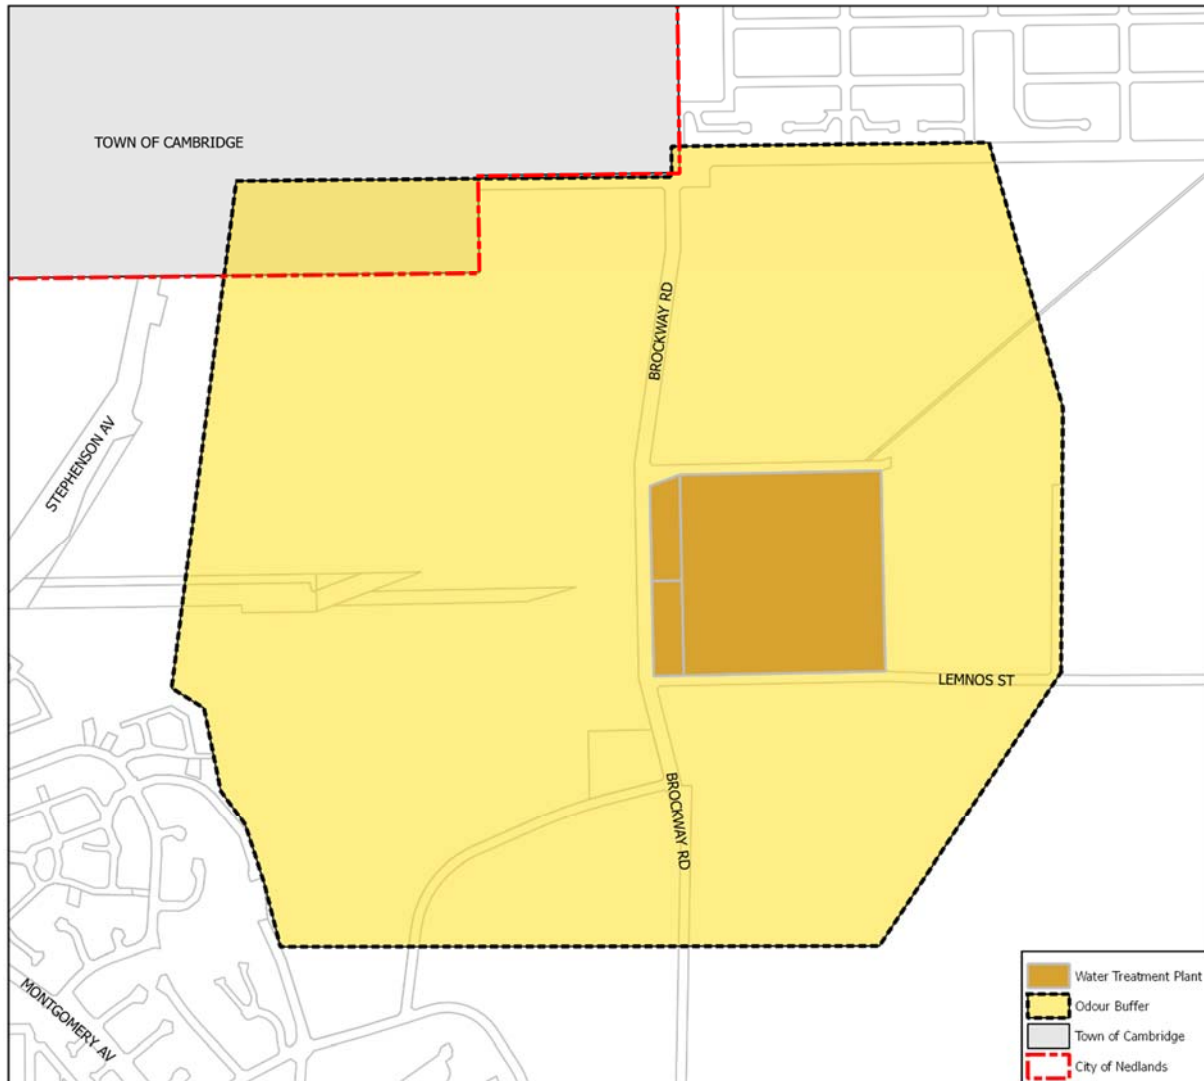 TOWN OF CAMBRIDGE
BROCKWAY RD
STEPHENSON AV
LEMNOS ST
BROCKWAY RD
MONTGOMERY AV
Water Treatment Plant
Odour Buffer
Town of Cambridge
City of Nedlands